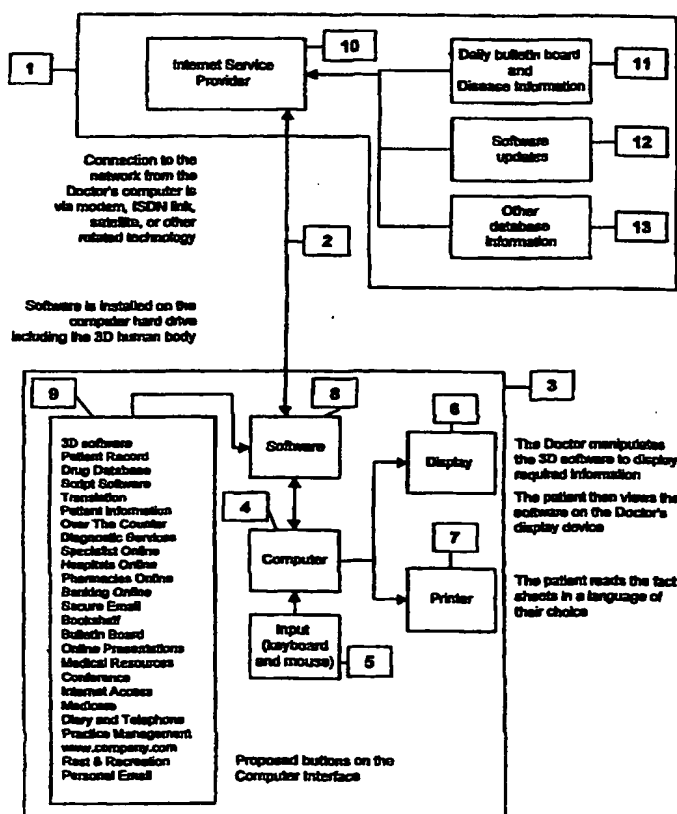 1
Internet Service
Provider
10
Daily bulletin board
and
Disease Information
11
Software
updates
12
Other
database
information
13
Connection to the
network from the
Doctor's computer is
via modem, ISDN link,
satellite, or other
related technology
2
Software is installed on the
computer hard drive
including the 3D human body
3
9
3D software
Patient Record
Drug Database
Script Software
Translation
Patient Information
Over The Counter
Diagnostic Services
Specialist Online
Hospitals Online
Pharmacies Online
Banking Online
Secure Email
Bookshelf
Bulletin Board
Online Presentations
Medical Resources
Conference
Internet Access
Medicare
Diary and Telephone
Practice Management
www.company.com
Rest & Recreation
Personal Email
8
Software
4
Computer
Input
(keyboard
and mouse)
5
6
Display
7
Printer
The Doctor manipulates
the 3D software to display
required information
The patient then views the
software on the Doctor's
display device
The patient reads the fact
sheets in a language of
their choice
Proposed buttons on the
Computer Interface